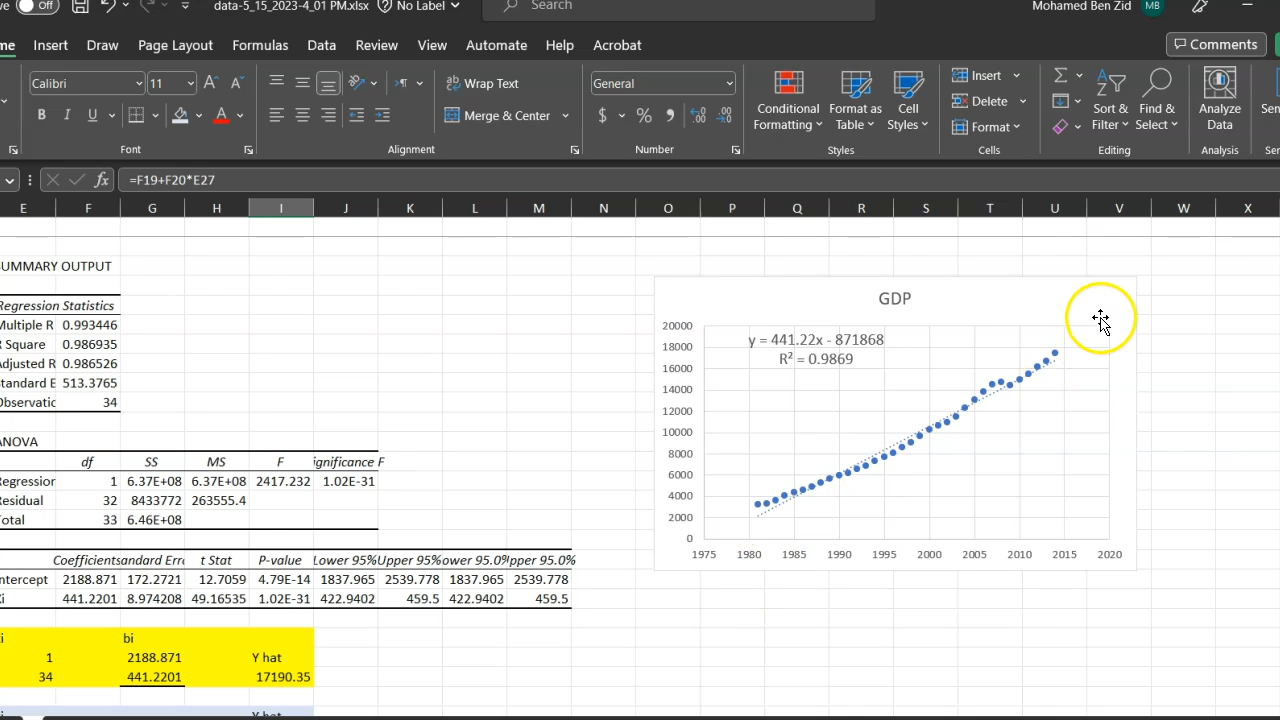 ve Off data-5_15_2023-4_01 PM.xlsx No Label Search Mohamed Ben Zid MB
me Insert Draw Page Layout Formulas Data Page Review View Automate Help Acrobat Comments
Calibri 11 Wrap Text General Insert
B I U Merge & Center $ % Conditional Formatting Format as Table Cell Styles Delete Format Sort & Filter Find & Select Analyze Data Sen
Font Alignment Number Styles Cells Editing Analysis Sen
=F19+F20*E27
E F G H I J K L M N O P Q R S T U V W X
SUMMARY OUTPUT
Regression Statistics
Multiple R 0.993446
R Square 0.986935
Adjusted R 0.986526
Standard E 513.3765
Observatic 34
ANOVA
df SS MS F ignificance F
Regression 1 6.37E+08 6.37E+08 2417.232 1.02E-31
Residual 32 8433772 263555.4
Total 33 6.46E+08
Coefficients andard Erro t Stat P-value Lower 95% Upper 95% ower 95.0% pper 95.0%
ntercept 2188.871 172.2721 12.7059 4.79E-14 1837.965 2539.778 1837.965 2539.778
Xi 441.2201 8.974208 49.16535 1.02E-31 422.9402 459.5 422.9402 459.5
i bi
1 2188.871 Y hat
34 441.2201 17190.35
Y hat
GDP
y = 441.22x - 871868
R² = 0.9869
20000
18000
16000
14000
12000
10000
8000
6000
4000
2000
0
1975 1980 1985 1990 1995 2000 2005 2010 2015 2020